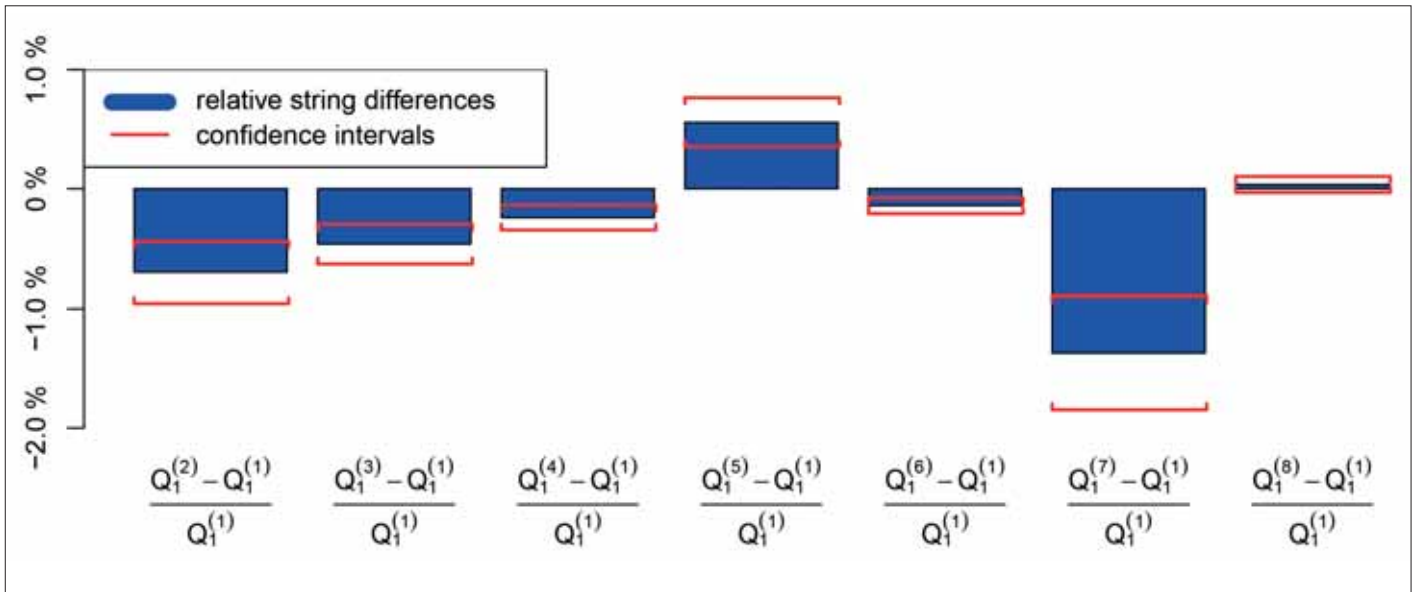 1.0 %
0 %
−1.0 %
−2.0 %
relative string differences
confidence intervals
Q₁⁽²⁾ − Q₁⁽¹⁾
Q₁⁽¹⁾
Q₁⁽³⁾ − Q₁⁽¹⁾
Q₁⁽¹⁾
Q₁⁽⁴⁾ − Q₁⁽¹⁾
Q₁⁽¹⁾
Q₁⁽⁵⁾ − Q₁⁽¹⁾
Q₁⁽¹⁾
Q₁⁽⁶⁾ − Q₁⁽¹⁾
Q₁⁽¹⁾
Q₁⁽⁷⁾ − Q₁⁽¹⁾
Q₁⁽¹⁾
Q₁⁽⁸⁾ − Q₁⁽¹⁾
Q₁⁽¹⁾